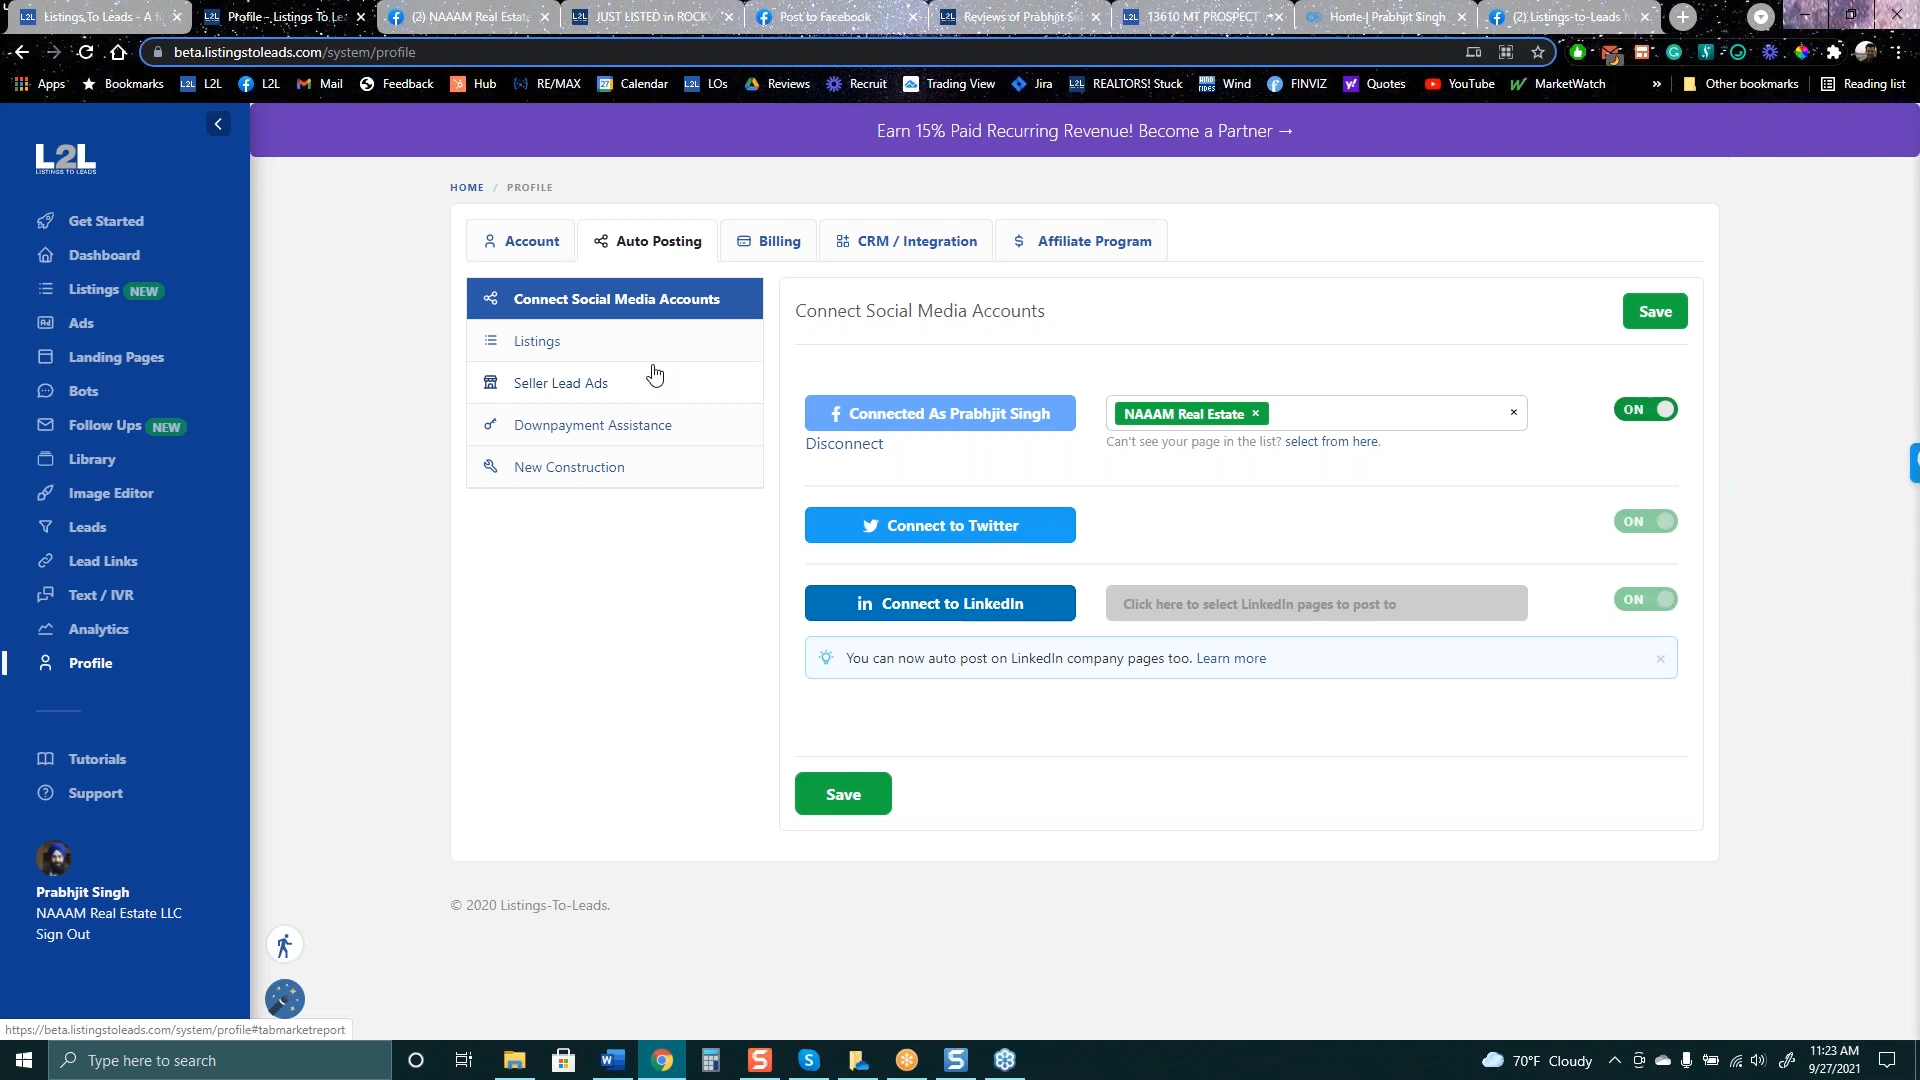 Listings To Leads - A f
Profile - Listings To Le
(2) NAAAM Real Estate
JUST LISTED in ROCKV
Post to Facebook
Reviews of Prabhjit Si
13610 MT PROSPECT
Home | Prabhjit Singh
(2) Listings-to-Leads
beta.listingstoleads.com/system/profile
Apps
Bookmarks
L2L
L2L
Mail
Feedback
Hub
RE/MAX
Calendar
LOs
Reviews
Recruit
Trading View
Jira
REALTORS! Stuck
Wind
FINVIZ
Quotes
YouTube
MarketWatch
»
Other bookmarks
Reading list
Earn 15% Paid Recurring Revenue! Become a Partner →
L2L
LISTINGS TO LEADS
Get Started
Dashboard
Listings NEW
Ads
Landing Pages
Bots
Follow Ups NEW
Library
Image Editor
Leads
Lead Links
Text / IVR
Analytics
Profile
Tutorials
Support
Prabhjit Singh
NAAAM Real Estate LLC
Sign Out
HOME / PROFILE
Account
Auto Posting
Billing
CRM / Integration
$ Affiliate Program
Connect Social Media Accounts
Listings
Seller Lead Ads
Downpayment Assistance
New Construction
Connect Social Media Accounts
Save
Connected As Prabhjit Singh
NAAAM Real Estate ×
×
ON
Disconnect
Can't see your page in the list? select from here.
Connect to Twitter
ON
in Connect to LinkedIn
Click here to select LinkedIn pages to post to
ON
You can now auto post on LinkedIn company pages too. Learn more
×
Save
© 2020 Listings-To-Leads.
https://beta.listingstoleads.com/system/profile#tabmarketreport
Type here to search
70°F Cloudy
11:23 AM
9/27/2021